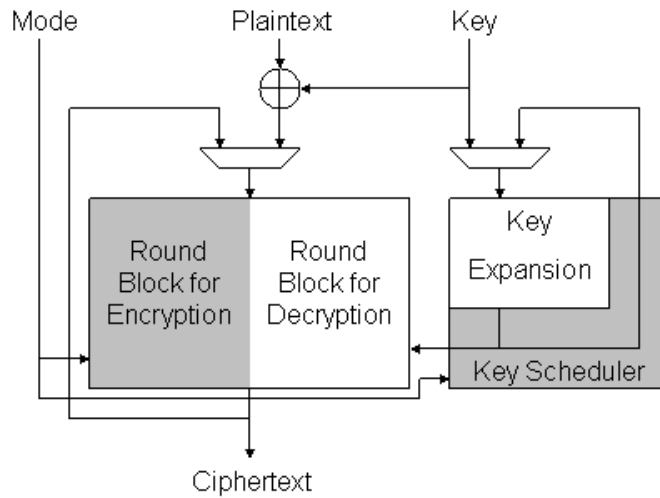 Mode
Plaintext
Key
Round
Block for
Encryption
Round
Block for
Decryption
Key
Expansion
Key Scheduler
Ciphertext